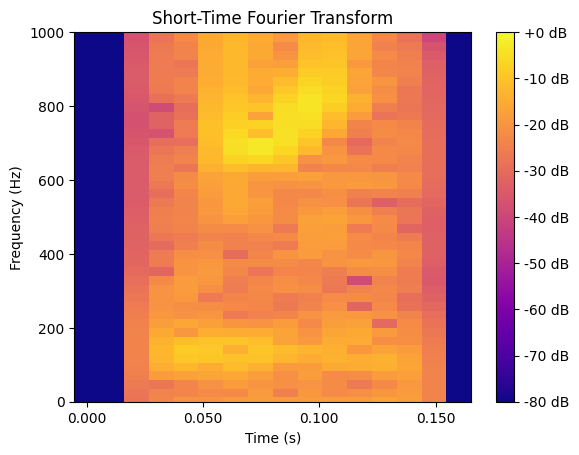 Short-Time Fourier Transform
1000
800
600
400
200
0
Frequency (Hz)
0.000
0.050
0.100
0.150
Time (s)
+0 dB
-10 dB
-20 dB
-30 dB
-40 dB
-50 dB
-60 dB
-70 dB
-80 dB